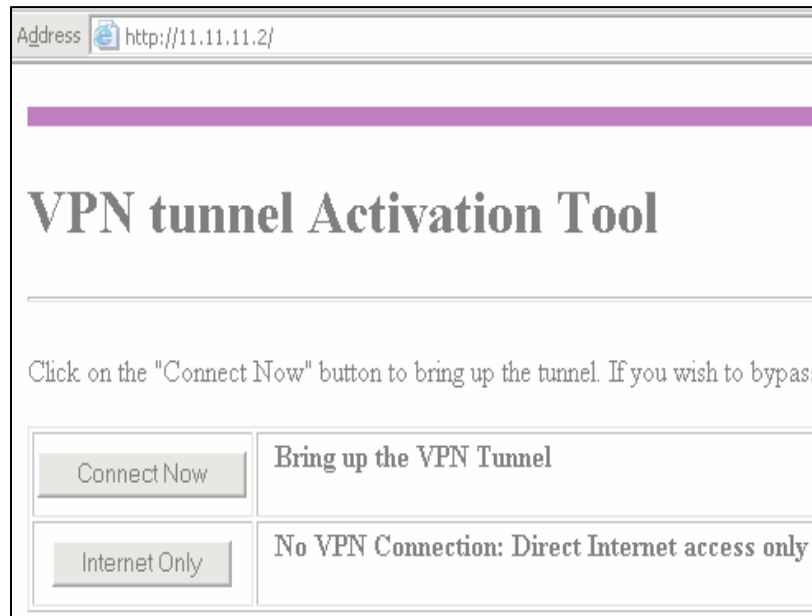 Address http://11.11.11.2/
VPN tunnel Activation Tool
Click on the "Connect Now" button to bring up the tunnel. If you wish to
Connect Now Bring up the VPN Tunnel
Internet Only No VPN Connection: Direct Internet access only